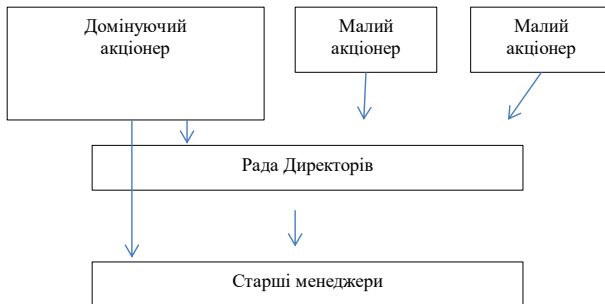 Домінуючий
акціонер
Малий
акціонер
Малий
акціонер
Рада Директорів
Старші менеджери